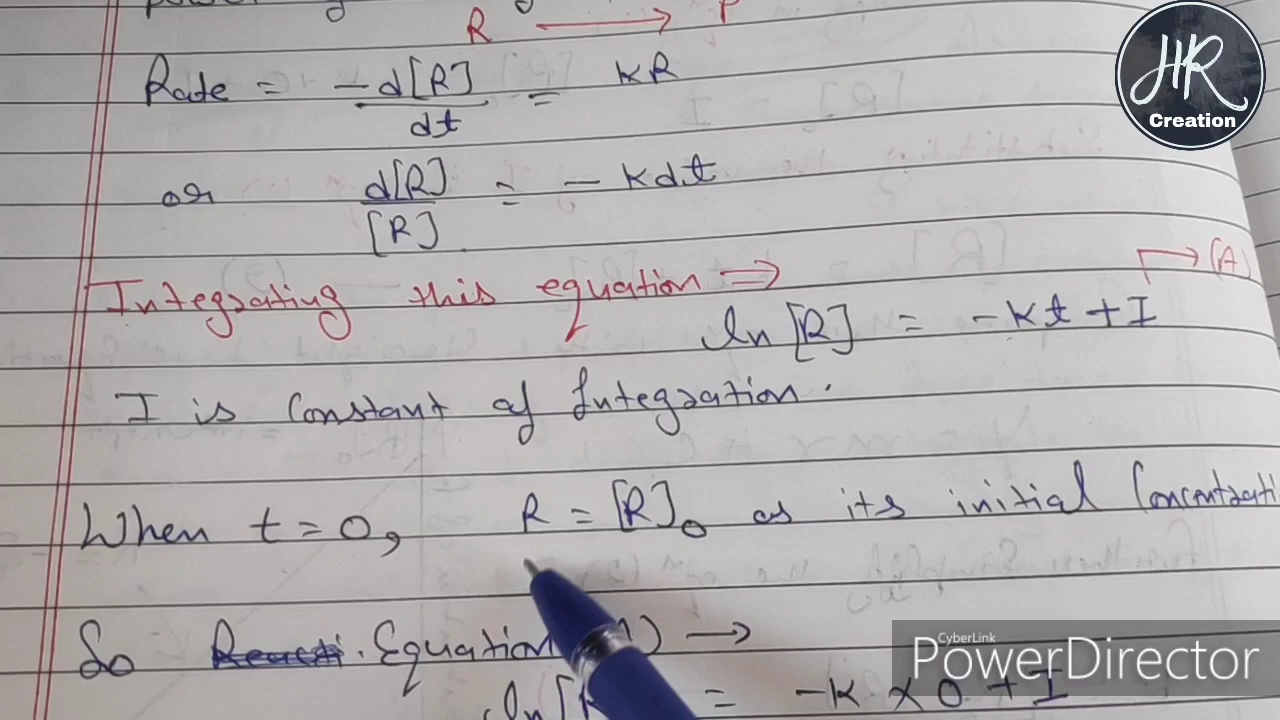 R ⟶ P
HR
Creation
Rate = -d[R]/dt = KR
or d[R]/[R] = - Kdt
Integrating this equation ⇒
ln [R] = -Kt + I → (A)
I is Constant of Integration.
When t = 0, R = [R]₀ as its initial Concentrati
So Equation → 
CyberLink
PowerDirector
= -K × 0 + I